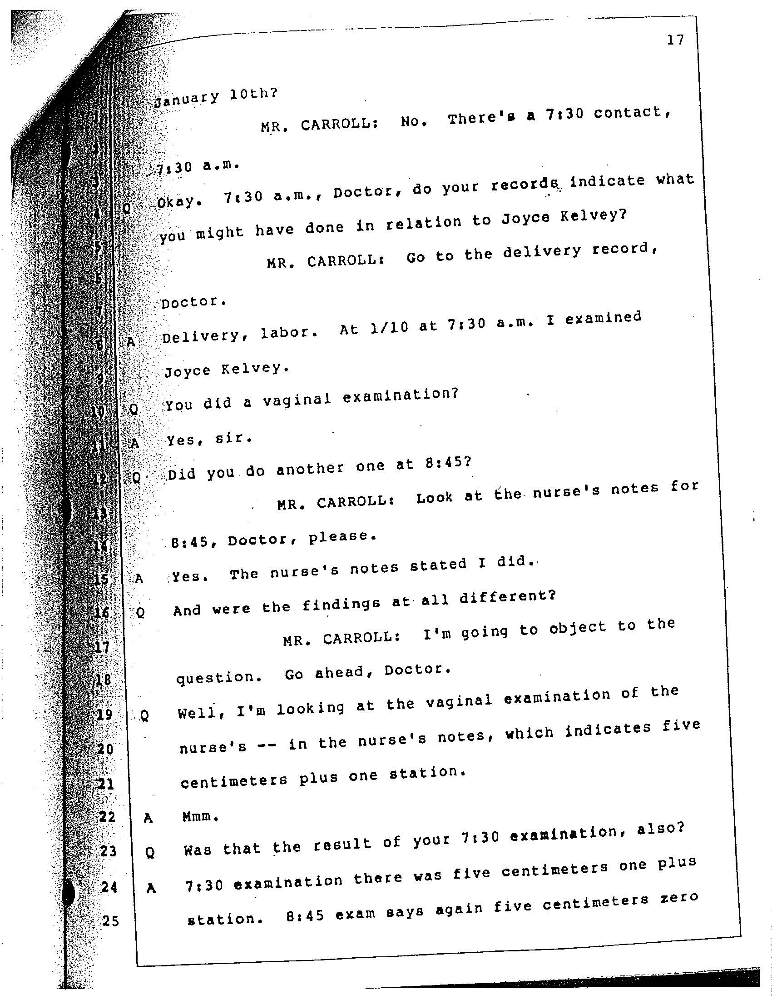 17
1 January 10th?
2 MR. CARROLL: No. There's a 7:30 contact,
3 7:30 a.m.
4 Q Okay. 7:30 a.m., Doctor, do your records indicate what
5 you might have done in relation to Joyce Kelvey?
6 MR. CARROLL: Go to the delivery record,
7 Doctor.
8 A Delivery, labor. At 1/10 at 7:30 a.m. I examined
9 Joyce Kelvey.
10 Q You did a vaginal examination?
11 A Yes, sir.
12 Q Did you do another one at 8:45?
13 MR. CARROLL: Look at the nurse's notes for
14 8:45, Doctor, please.
15 A Yes. The nurse's notes stated I did.
16 Q And were the findings at all different?
17 MR. CARROLL: I'm going to object to the
18 question. Go ahead, Doctor.
19 Q Well, I'm looking at the vaginal examination of the
20 nurse's -- in the nurse's notes, which indicates five
21 centimeters plus one station.
22 A Mmm.
23 Q Was that the result of your 7:30 examination, also?
24 A 7:30 examination there was five centimeters one plus
25 station. 8:45 exam says again five centimeters zero